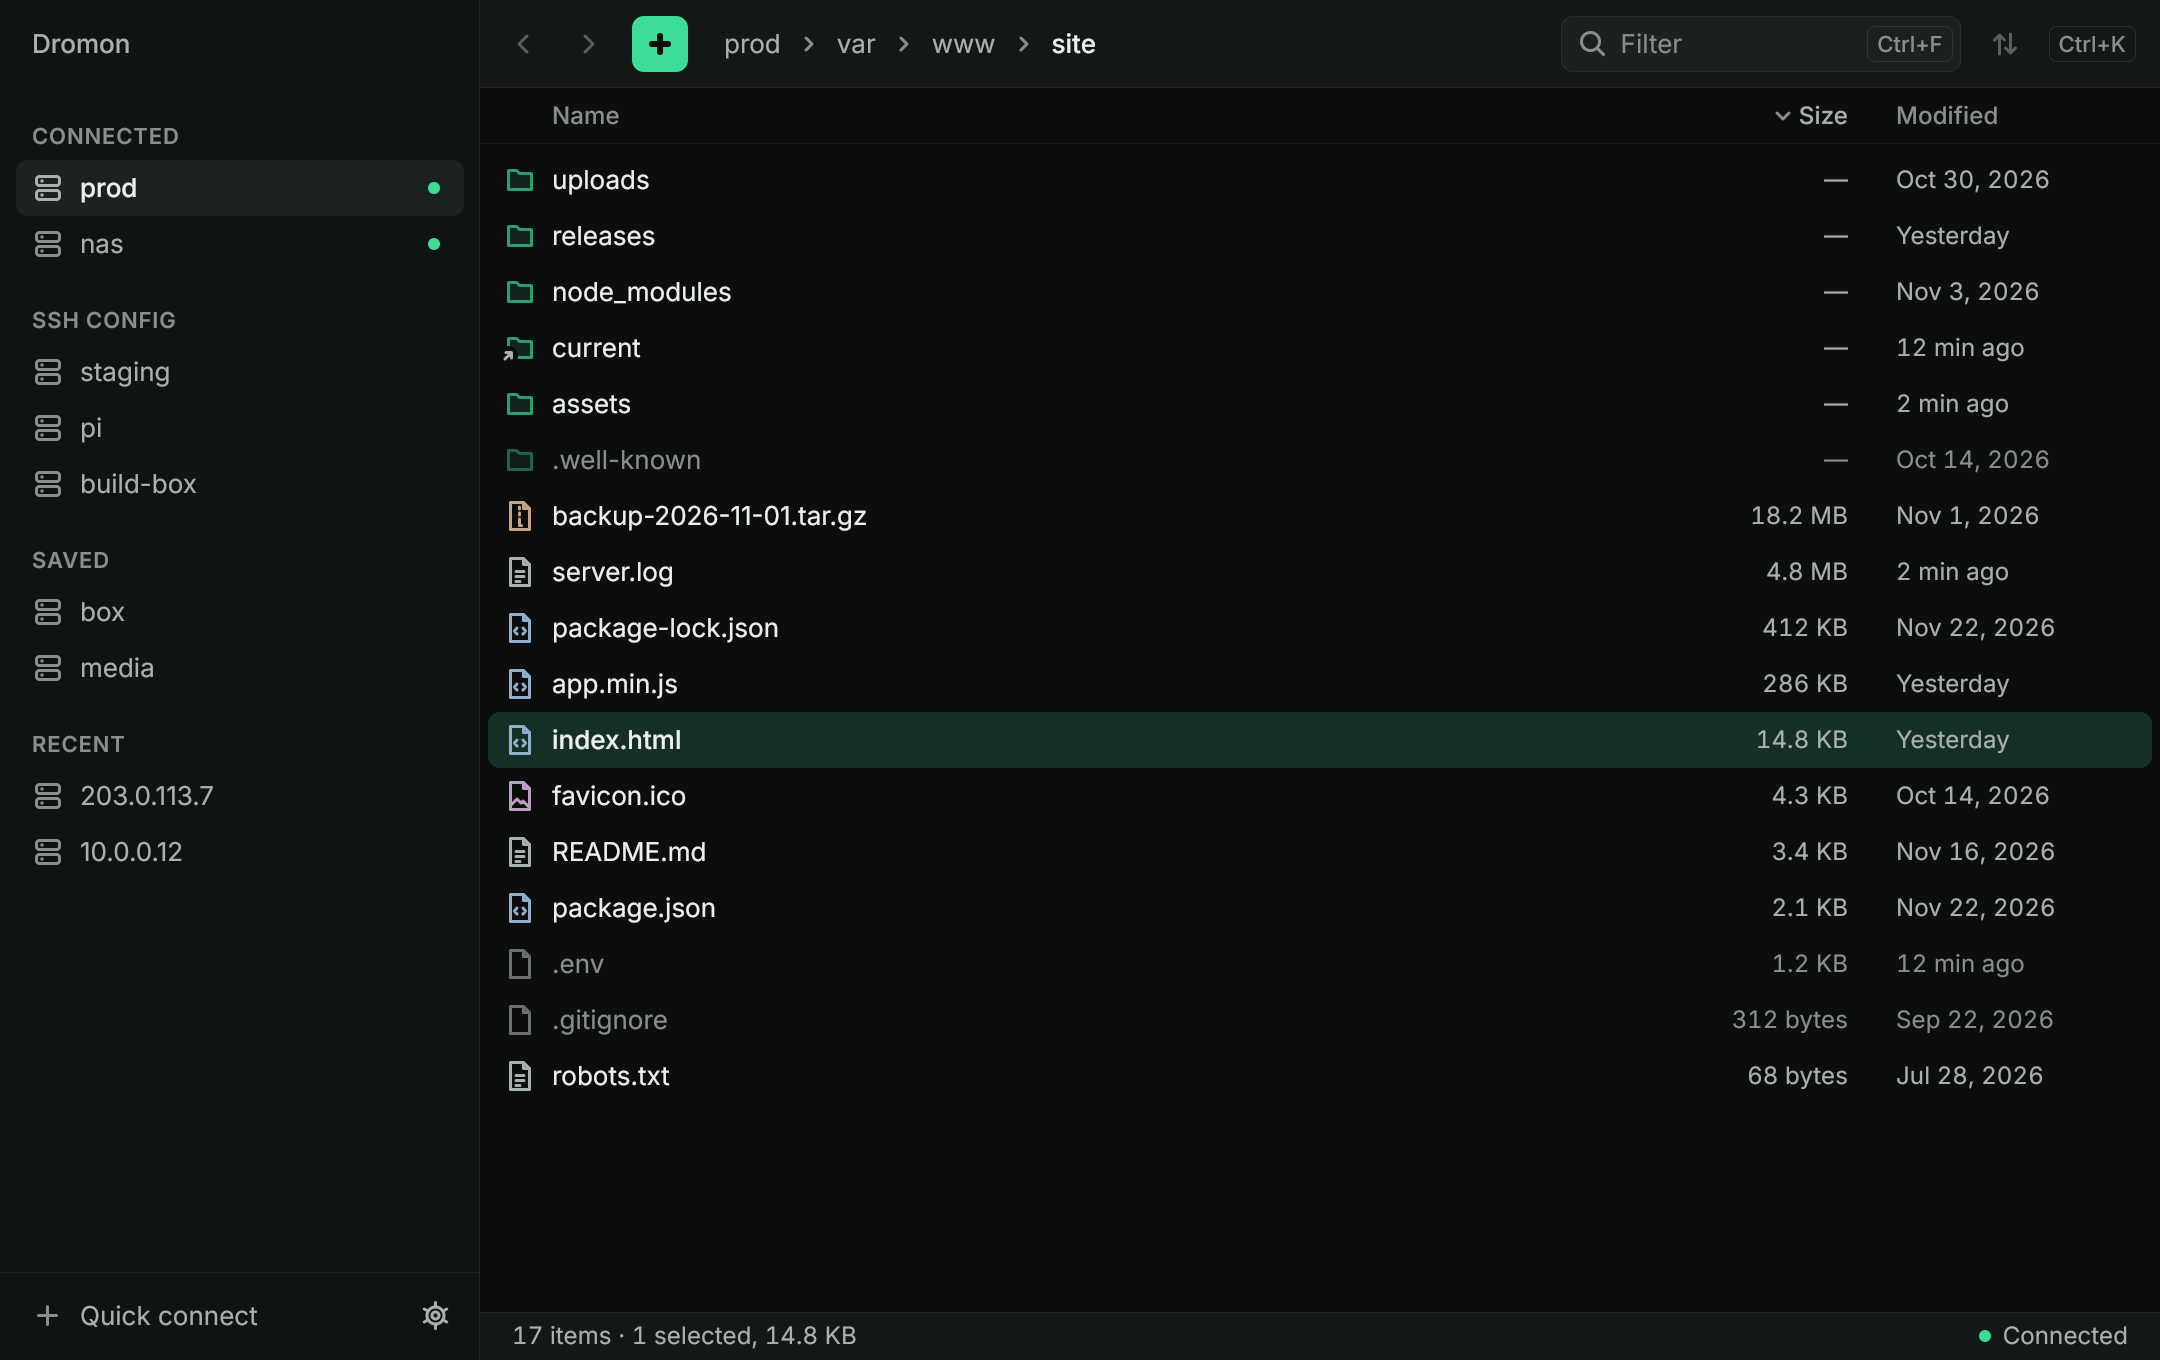 Dromon
CONNECTED
prod
nas
SSH CONFIG
staging
pi
build-box
SAVED
box
media
RECENT
203.0.113.7
10.0.0.12
Quick connect
prod > var > www > site
Filter Ctrl+F
Ctrl+K
Name Size Modified
uploads — Oct 30, 2026
releases — Yesterday
node_modules — Nov 3, 2026
current — 12 min ago
assets — 2 min ago
.well-known — Oct 14, 2026
backup-2026-11-01.tar.gz 18.2 MB Nov 1, 2026
server.log 4.8 MB 2 min ago
package-lock.json 412 KB Nov 22, 2026
app.min.js 286 KB Yesterday
index.html 14.8 KB Yesterday
favicon.ico 4.3 KB Oct 14, 2026
README.md 3.4 KB Nov 16, 2026
package.json 2.1 KB Nov 22, 2026
.env 1.2 KB 12 min ago
.gitignore 312 bytes Sep 22, 2026
robots.txt 68 bytes Jul 28, 2026
17 items · 1 selected, 14.8 KB
Connected